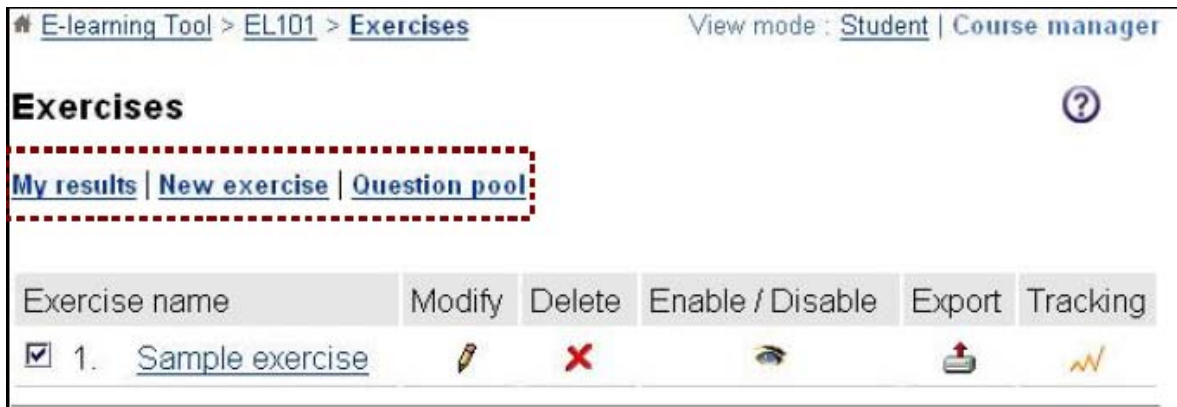 E-learning Tool > EL101 > Exercises View mode : Student | Course manager
Exercises ?
My results | New exercise | Question pool
Exercise name Modify Delete Enable / Disable Export Tracking
1. Sample exercise